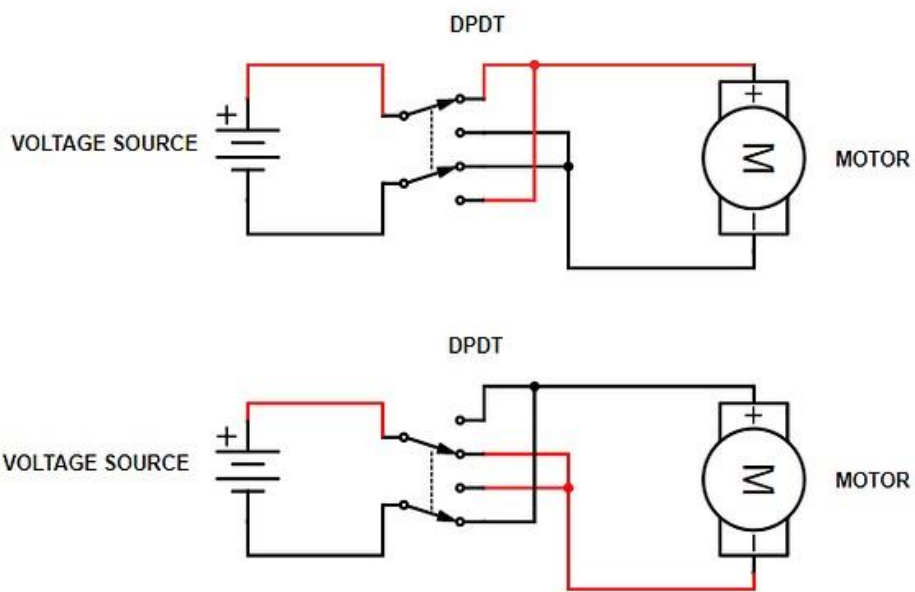 DPDT
+
VOLTAGE SOURCE
+
M
MOTOR
DPDT
+
VOLTAGE SOURCE
+
M
MOTOR